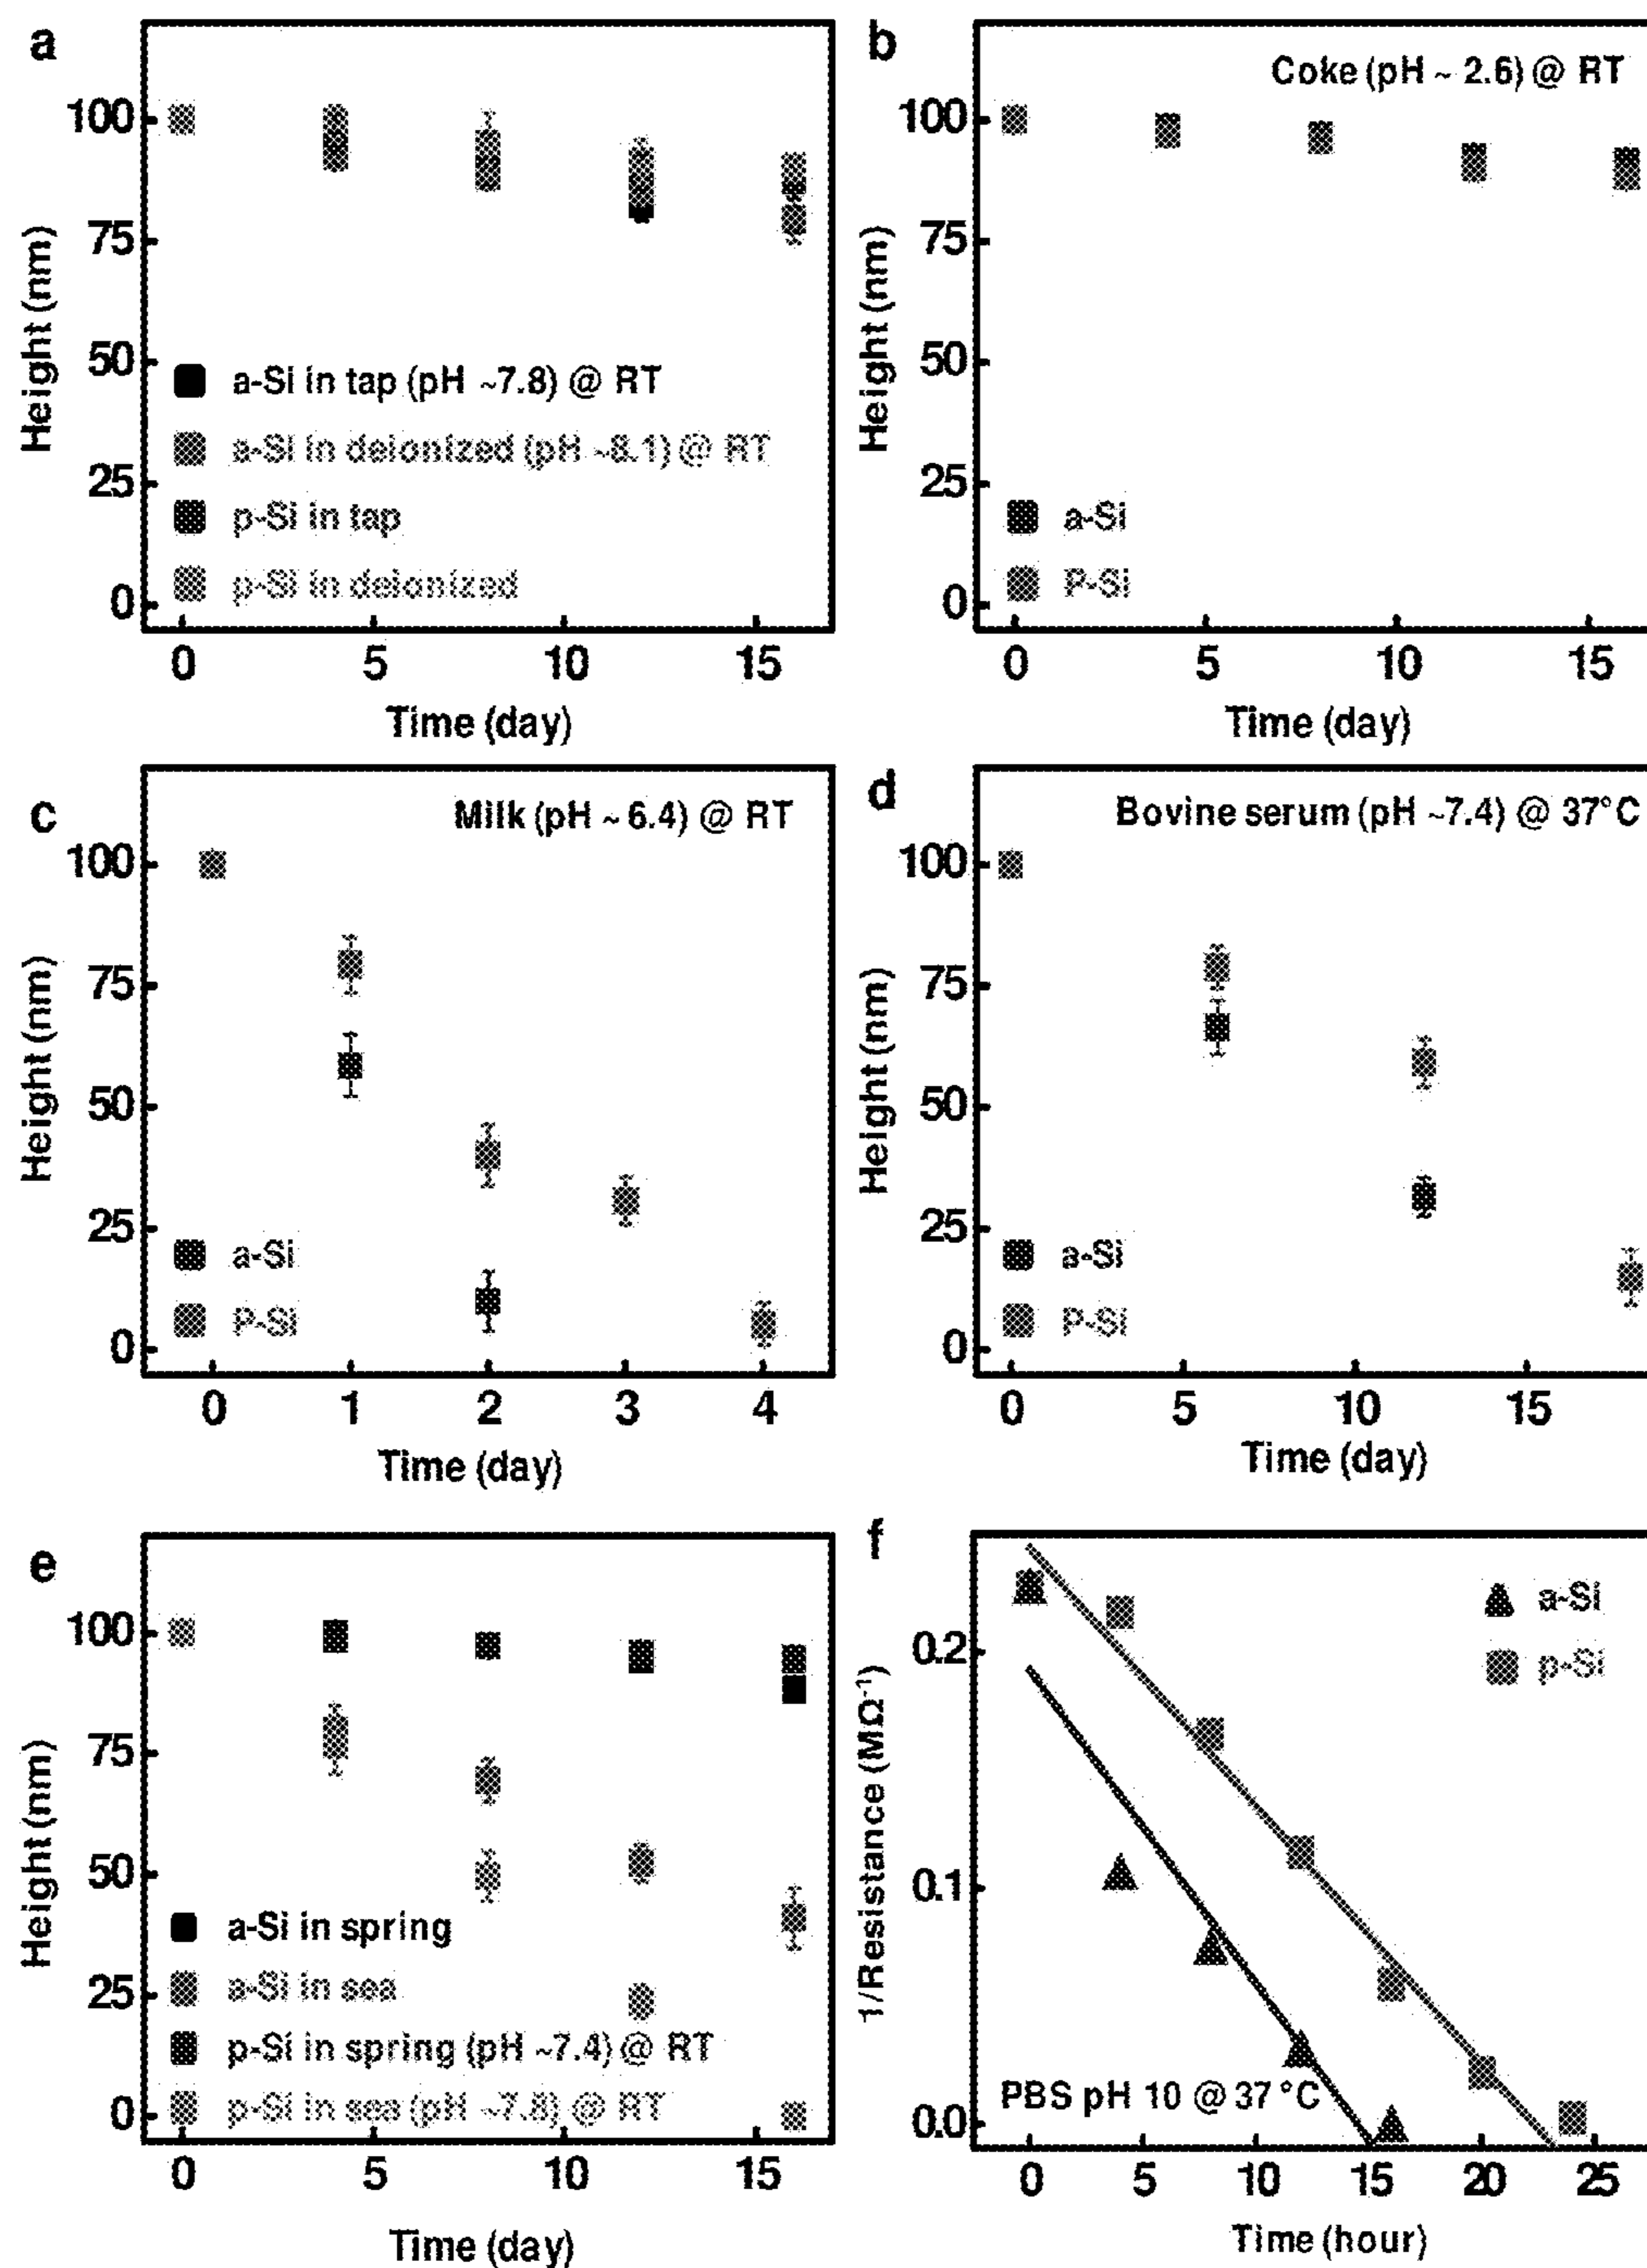 a
100
75
50
25
0
Height (nm)
a-Si in tap (pH ~7.8) @ RT
a-Si in deionized (pH ~8.1) @ RT
p-Si in tap
p-Si in deionized
0 5 10 15
Time (day)
b
Coke (pH ~ 2.6) @ RT
100
75
50
25
0
Height (nm)
a-Si
P-Si
0 5 10 15
Time (day)
c
Milk (pH ~ 6.4) @ RT
100
75
50
25
0
Height (nm)
a-Si
P-Si
0 1 2 3 4
Time (day)
d
Bovine serum (pH ~7.4) @ 37°C
100
75
50
25
0
Height (nm)
a-Si
P-Si
0 5 10 15
Time (day)
e
100
75
50
25
0
Height (nm)
a-Si in spring
a-Si in sea
p-Si in spring (pH ~7.4) @ RT
p-Si in sea (pH ~7.8) @ RT
0 5 10 15
Time (day)
f
a-Si
p-Si
0.2
0.1
0.0
1/Resistance (MΩ⁻¹)
PBS pH 10 @ 37 °C
0 5 10 15 20 25
Time (hour)